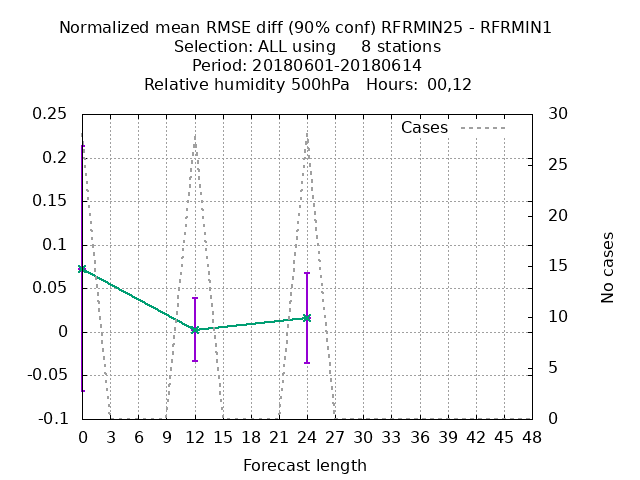 Normalized mean RMSE diff (90% conf) RFRMIN25 - RFRMIN1
Selection: ALL using     8 stations
Period: 20180601-20180614
Relative humidity 500hPa   Hours:  00,12
Cases
0.25
0.2
0.15
0.1
0.05
0
-0.05
-0.1
30
25
20
15
10
5
0
No cases
0 3 6 9 12 15 18 21 24 27 30 33 36 39 42 45 48
Forecast length